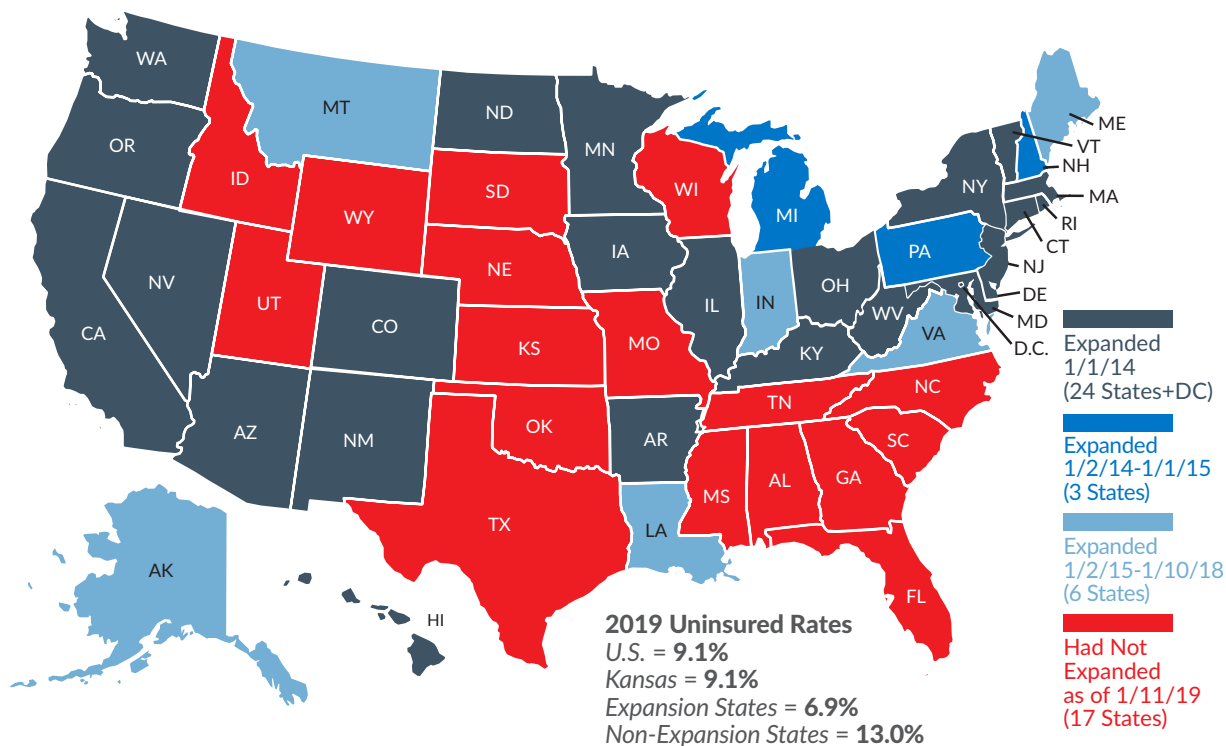 WA
MT
ND
MN
ME
VT
NH
OR
ID
SD
WI
MI
NY
MA
RI
CT
WY
IA
PA
NJ
NE
NV
UT
CO
IL
IN
OH
WV
DE
MD
D.C.
VA
CA
KS
MO
KY
NC
TN
AZ
NM
OK
AR
SC
MS
AL
GA
TX
LA
FL
AK
HI
Expanded
1/1/14
(24 States+DC)
Expanded
1/2/14-1/1/15
(3 States)
Expanded
1/2/15-1/10/18
(6 States)
Had Not
Expanded
as of 1/11/19
(17 States)
2019 Uninsured Rates
U.S. = 9.1%
Kansas = 9.1%
Expansion States = 6.9%
Non-Expansion States = 13.0%